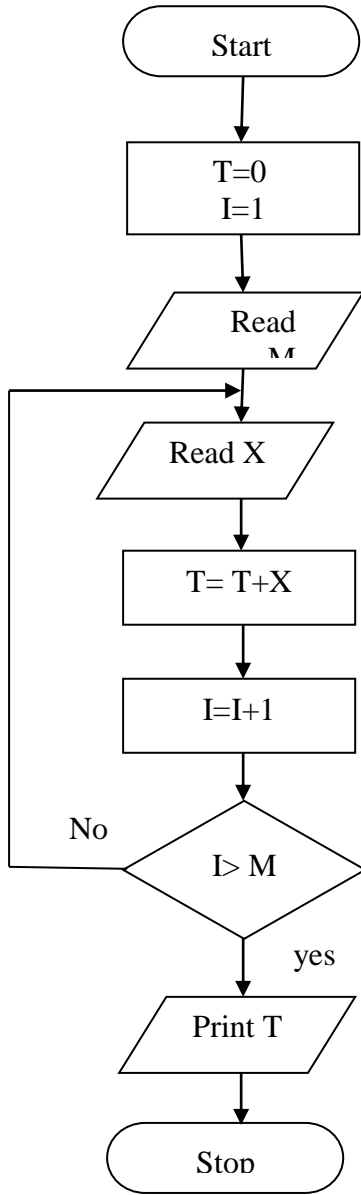 Start
T=0
I=1
Read
M
Read X
T= T+X
I=I+1
No
I> M
yes
Print T
Stop